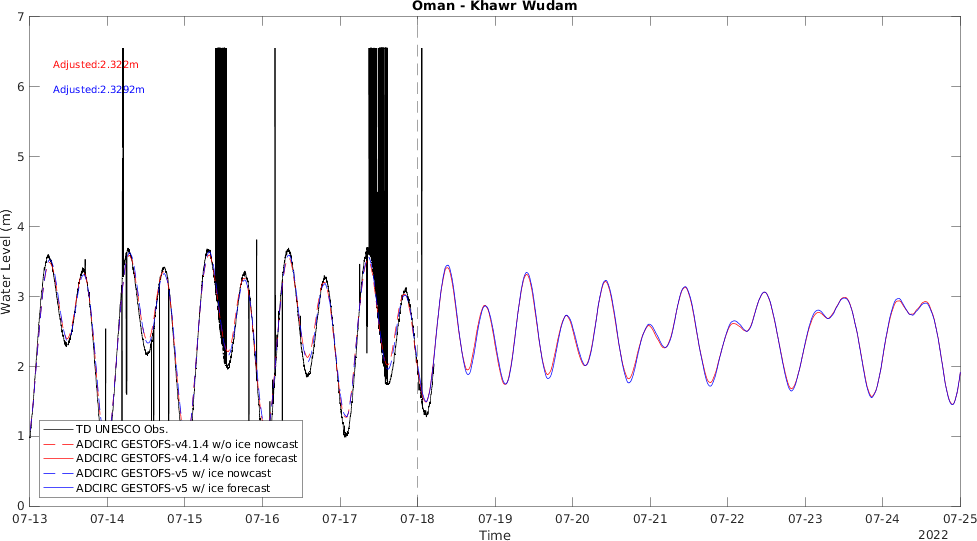 Oman - Khawr Wudam
7
6
5
4
3
2
1
0
Water Level (m)
Adjusted:2.322m
Adjusted:2.3292m
TD UNESCO Obs.
ADCIRC GESTOFS-v4.1.4 w/o ice nowcast
ADCIRC GESTOFS-v4.1.4 w/o ice forecast
ADCIRC GESTOFS-v5 w/ ice nowcast
ADCIRC GESTOFS-v5 w/ ice forecast
07-13 07-14 07-15 07-16 07-17 07-18 07-19 07-20 07-21 07-22 07-23 07-24 07-25
Time
2022